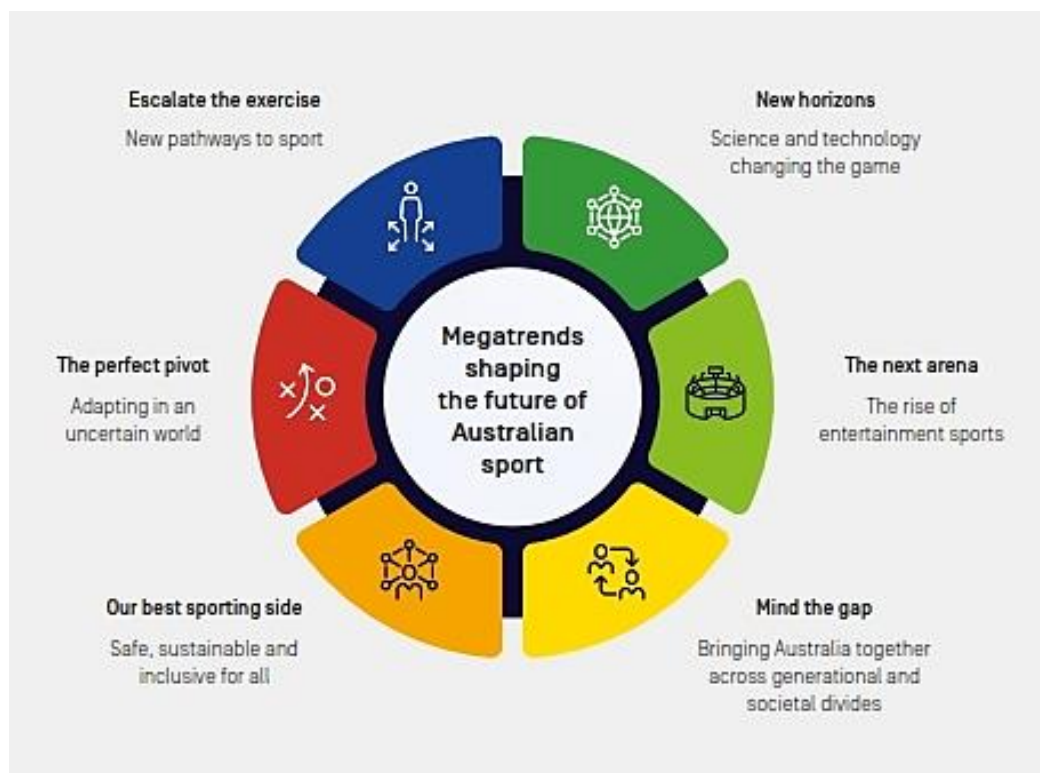 Escalate the exercise
New pathways to sport
New horizons
Science and technology
changing the game
Megatrends
shaping
the future of
Australian
sport
The perfect pivot
Adapting in an
uncertain world
The next arena
The rise of
entertainment sports
Our best sporting side
Safe, sustainable and
inclusive for all
Mind the gap
Bringing Australia together
across generational and
societal divides